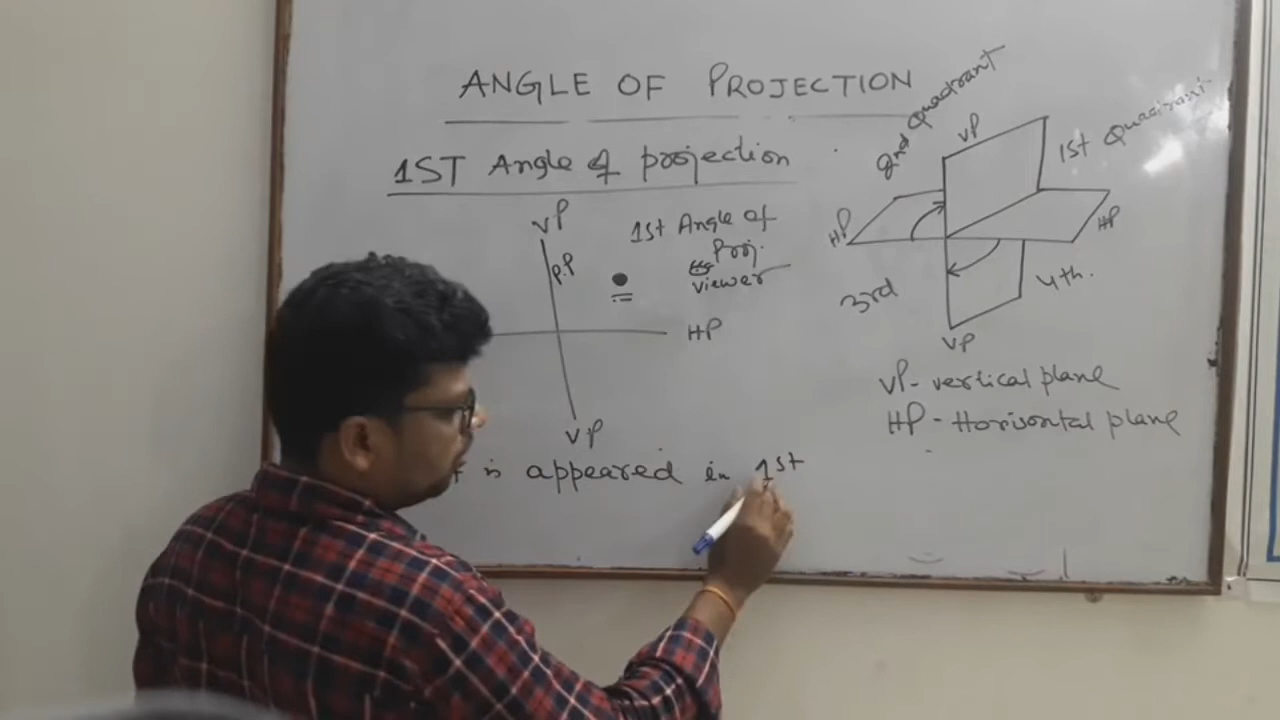 ANGLE OF PROJECTION
1ST Angle of projection
VP
P.P
1st Angle of
Proj.
viewer
HP
VP
is appeared in 1st
2nd Quadrant
VP
1st Quadrant
HP
HP
3rd
4th.
VP
VP - vertical plane
HP - Horizontal plane